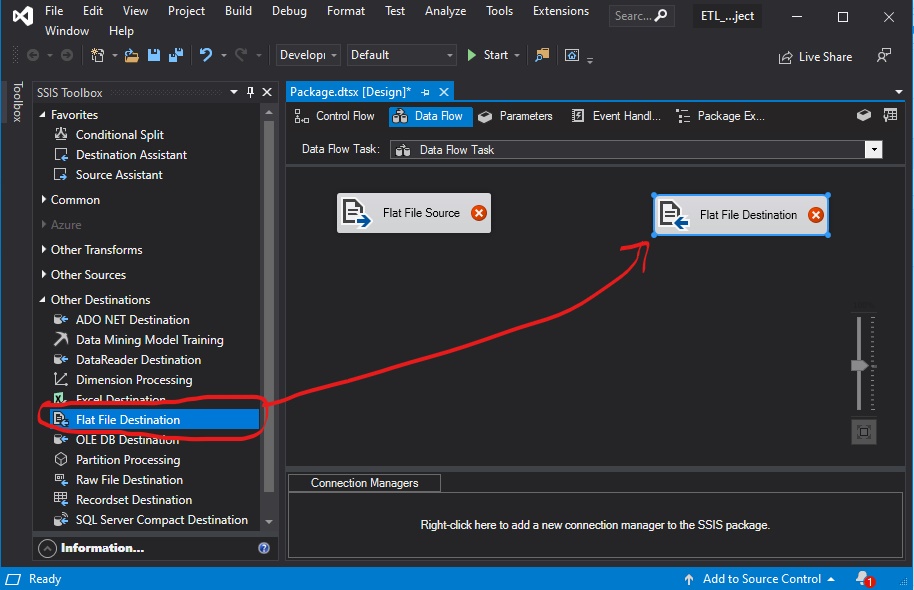 File Edit View Project Build Debug Format Test Analyze Tools Extensions Searc... ETL_...ject
Window Help
Developi Default Start Live Share
Toolbox
SSIS Toolbox
Favorites
Conditional Split
Destination Assistant
Source Assistant
Common
Azure
Other Transforms
Other Sources
Other Destinations
ADO NET Destination
Data Mining Model Training
DataReader Destination
Dimension Processing
Excel Destination
Flat File Destination
OLE DB Destination
Partition Processing
Raw File Destination
Recordset Destination
SQL Server Compact Destination
Information...
Package.dtsx [Design]*
Control Flow Data Flow Parameters Event Handl... Package Ex...
Data Flow Task: Data Flow Task
Flat File Source Flat File Destination
Connection Managers
Right-click here to add a new connection manager to the SSIS package.
Ready Add to Source Control 1